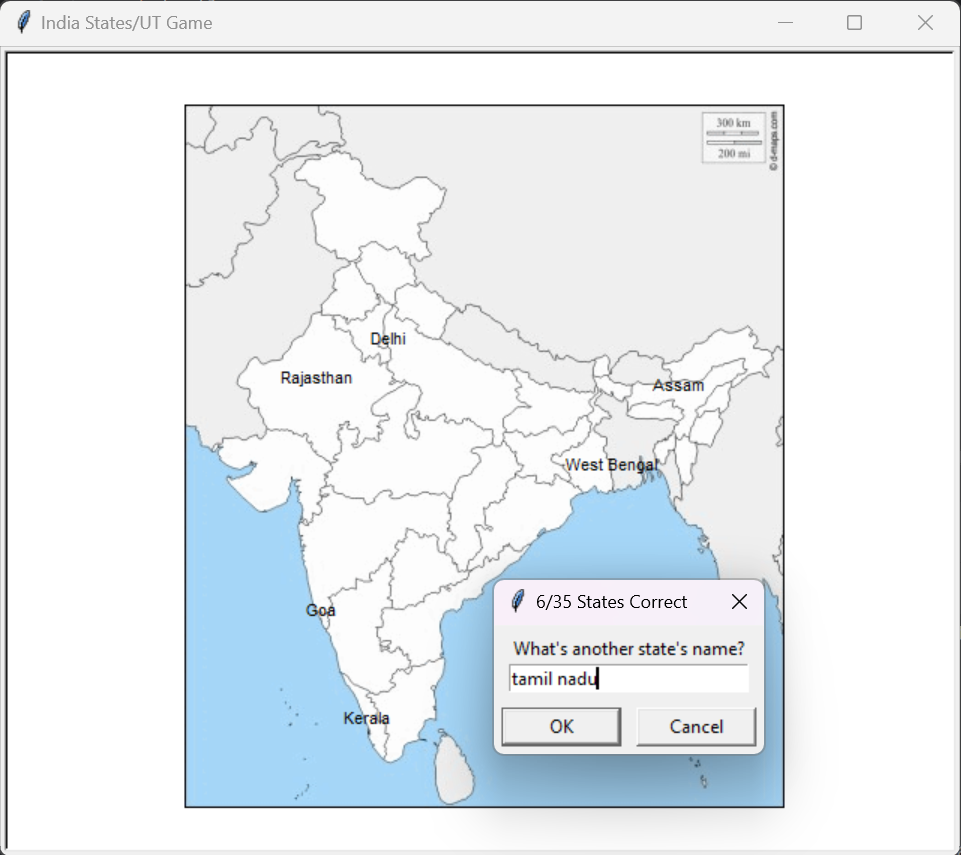 India States/UT Game
300 km
200 mi
© d-maps.com
Delhi
Rajasthan
Assam
West Bengal
Goa
Kerala
6/35 States Correct
What's another state's name?
tamil nadu
OK
Cancel